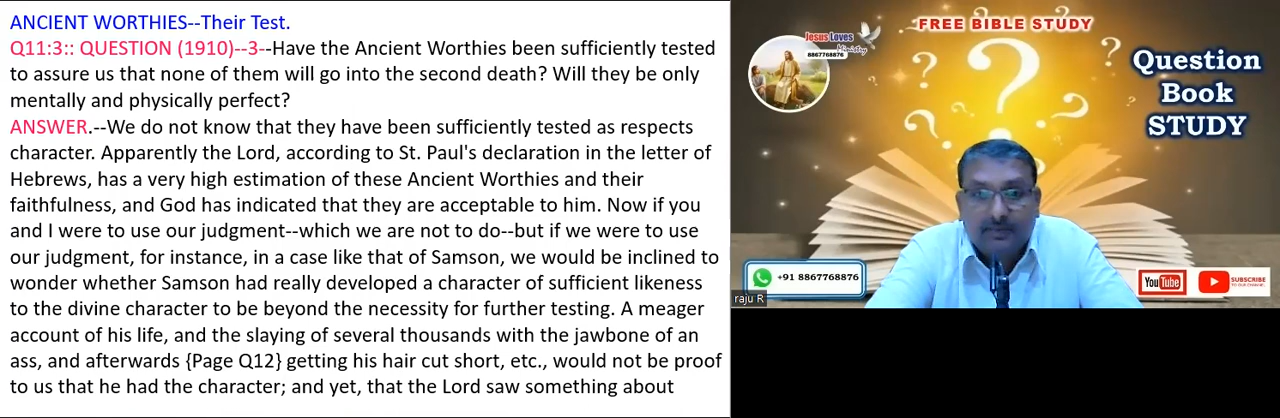 ANCIENT WORTHIES--Their Test.
Q11:3:: QUESTION (1910)--3--Have the Ancient Worthies been sufficiently tested
to assure us that none of them will go into the second death? Will they be only
mentally and physically perfect?
ANSWER.--We do not know that they have been sufficiently tested as respects
character. Apparently the Lord, according to St. Paul's declaration in the letter of
Hebrews, has a very high estimation of these Ancient Worthies and their
faithfulness, and God has indicated that they are acceptable to him. Now if you
and I were to use our judgment--which we are not to do--but if we were to use
our judgment, for instance, in a case like that of Samson, we would be inclined to
wonder whether Samson had really developed a character of sufficient likeness
to the divine character to be beyond the necessity for further testing. A meager
account of his life, and the slaying of several thousands with the jawbone of an
ass, and afterwards {Page Q12} getting his hair cut short, etc., would not be proof
to us that he had the character; and yet, that the Lord saw something about
FREE BIBLE STUDY
Jesus Loves
Ministry
8867768876
Question
Book
STUDY
+91 8867768876
raju R
YouTube
SUBSCRIBE
TO OUR CHANNEL